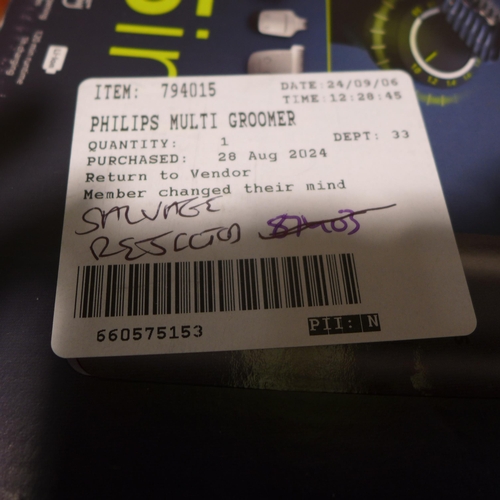 ITEM: 794015
DATE:24/09/06
TIME:12:28:45
PHILIPS MULTI GROOMER
QUANTITY: 1
DEPT: 33
PURCHASED: 28 Aug 2024
Return to Vendor
Member changed their mind
SALVAGE
REJECTED
660575153
PII: N